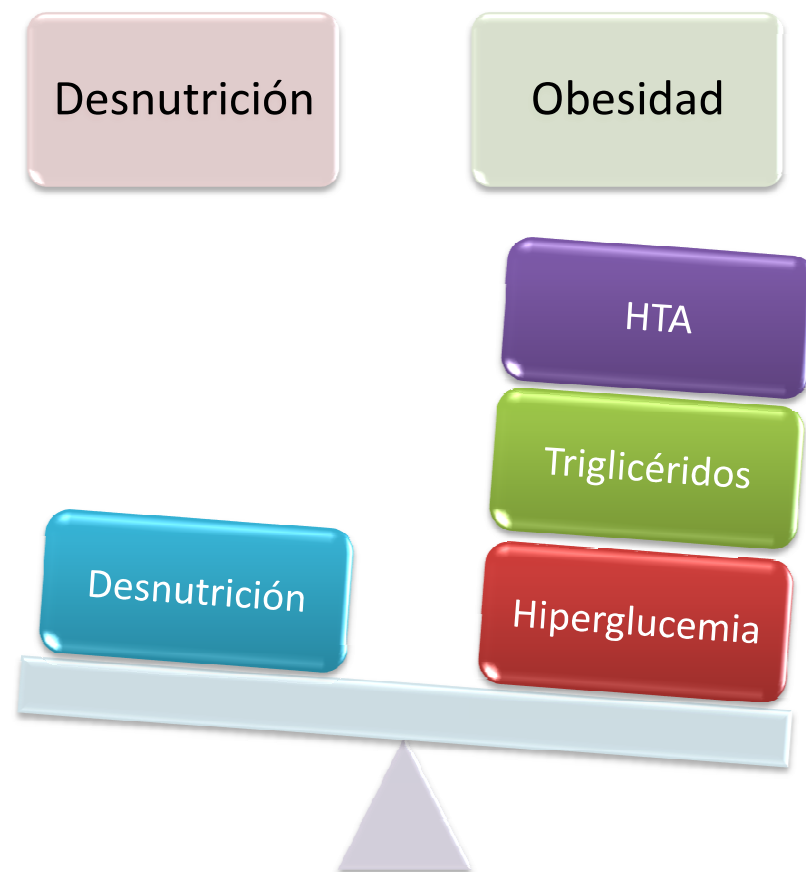 Desnutrición
Obesidad
HTA
Triglicéridos
Desnutrición
Hiperglucemia